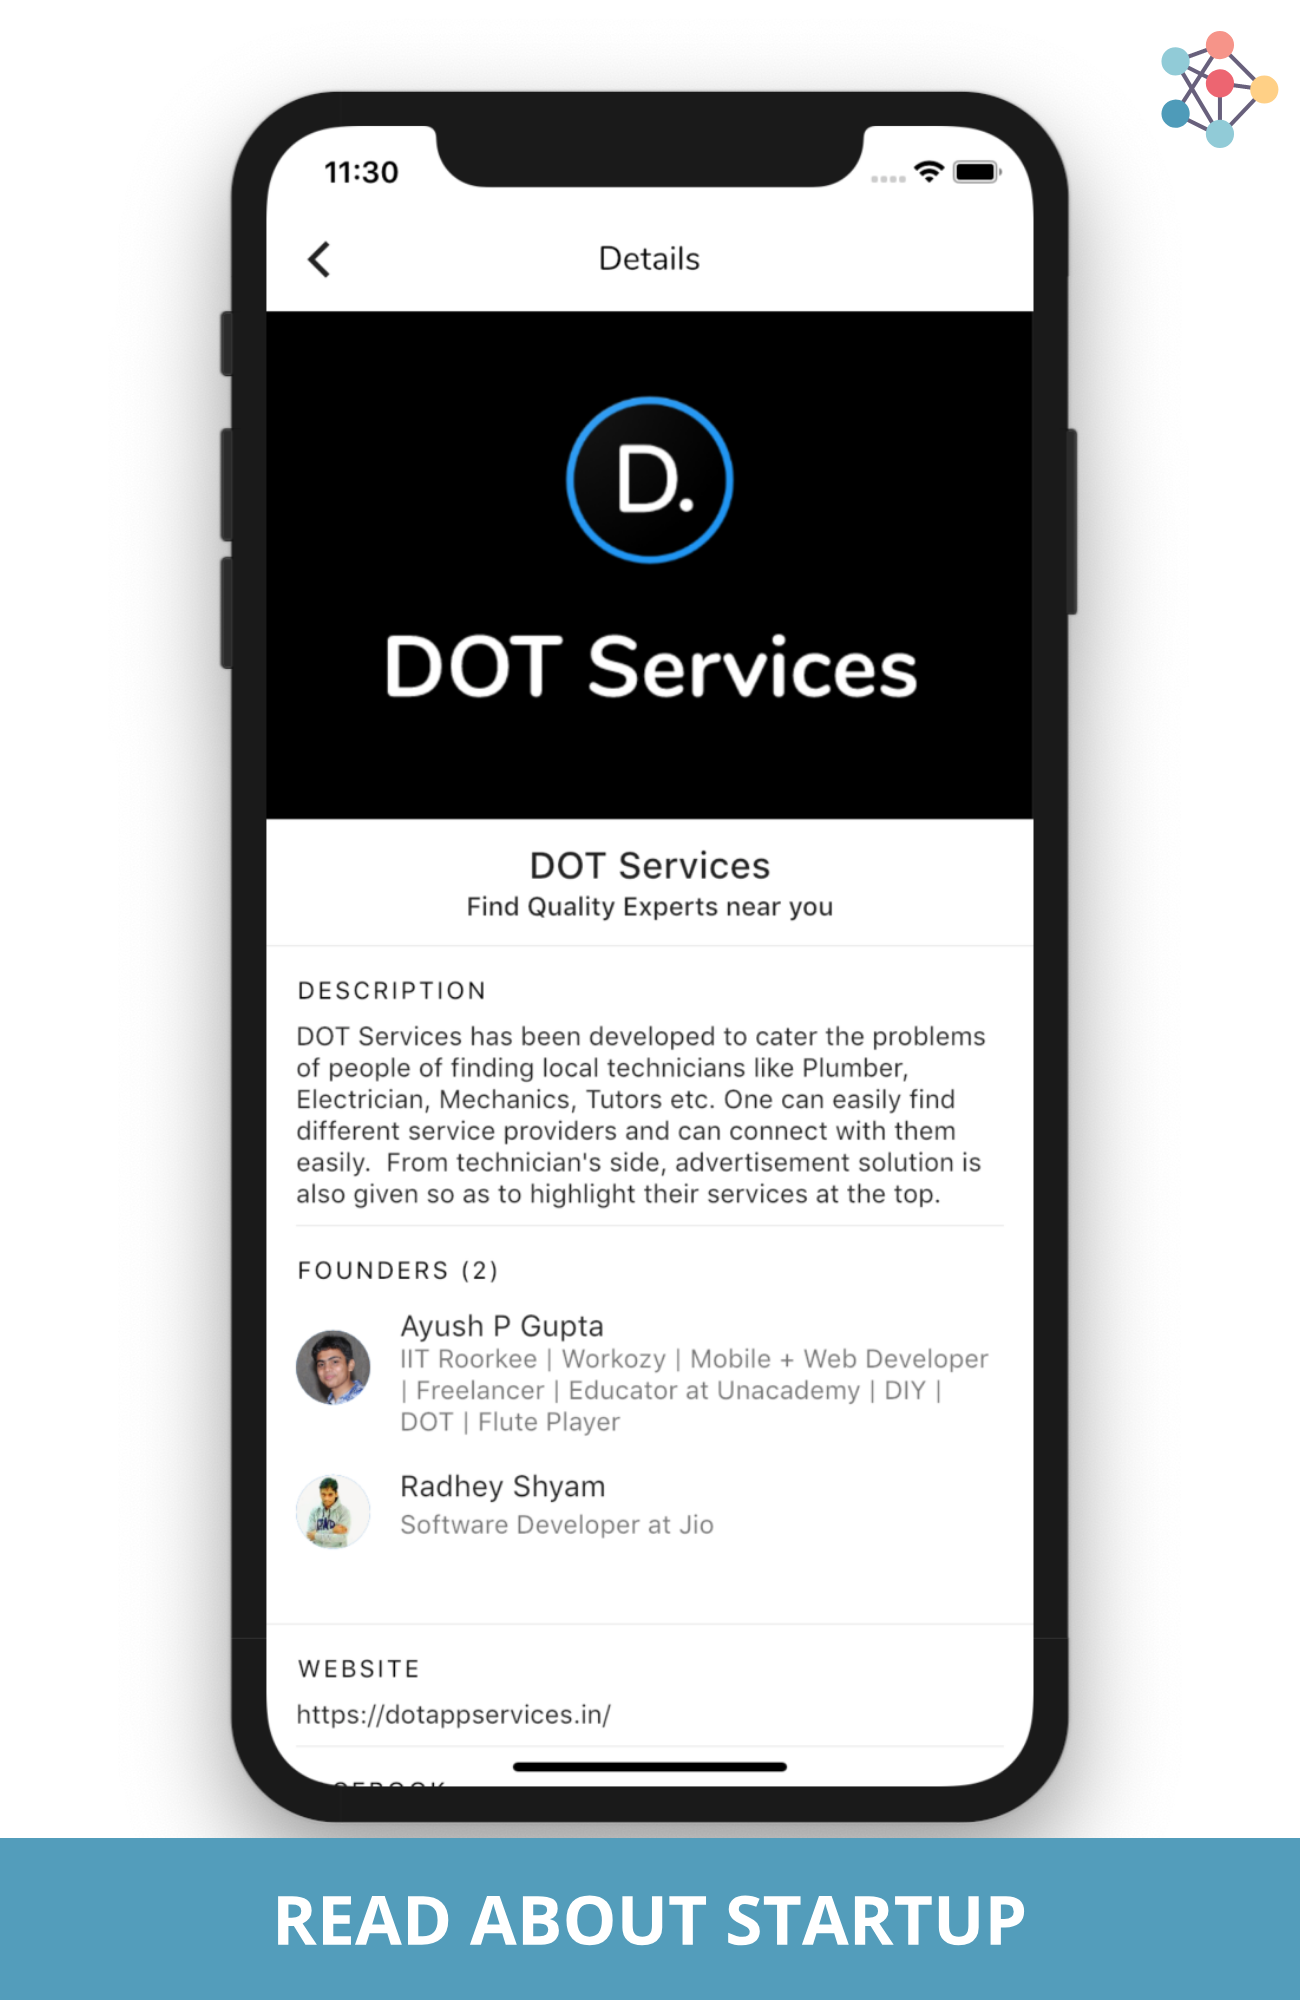 11:30
Details
D.
DOT Services
DOT Services
Find Quality Experts near you
DESCRIPTION
DOT Services has been developed to cater the problems
of people of finding local technicians like Plumber,
Electrician, Mechanics, Tutors etc. One can easily find
different service providers and can connect with them
easily.  From technician's side, advertisement solution is
also given so as to highlight their services at the top.
FOUNDERS (2)
Ayush P Gupta
IIT Roorkee | Workozy | Mobile + Web Developer
| Freelancer | Educator at Unacademy | DIY |
DOT | Flute Player
Radhey Shyam
Software Developer at Jio
WEBSITE
https://dotappservices.in/
READ ABOUT STARTUP